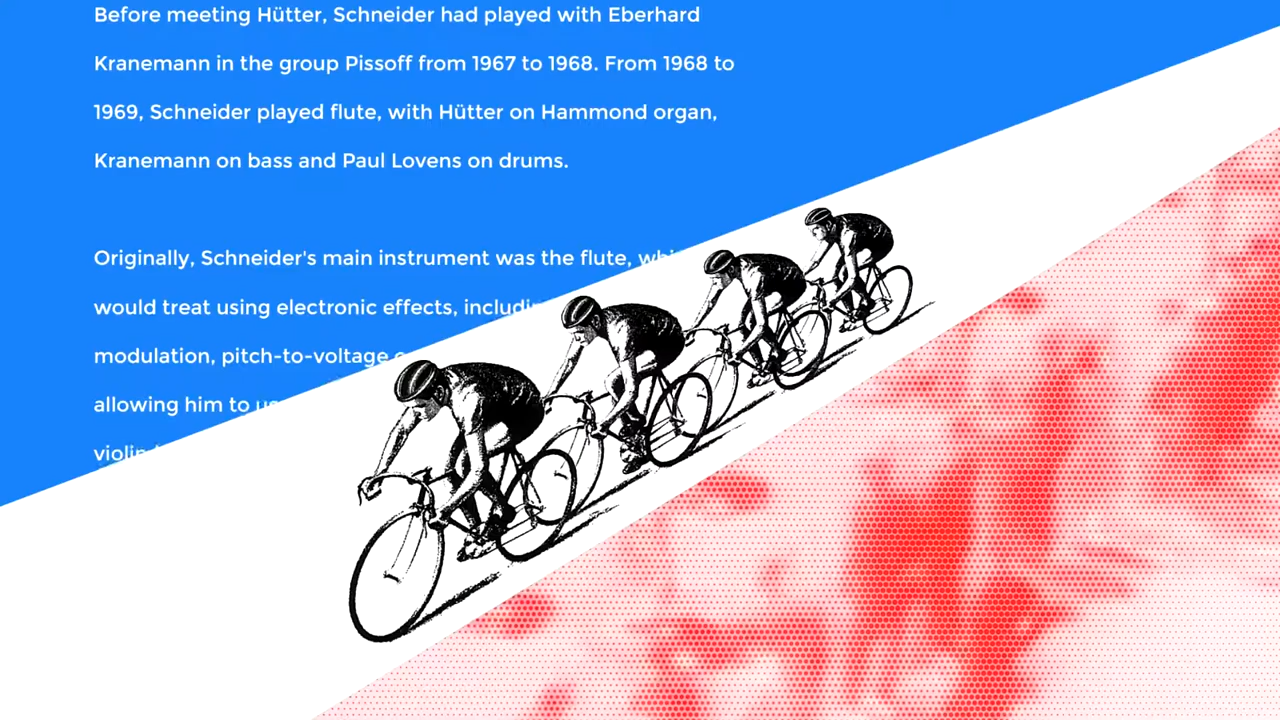 Before meeting Hütter, Schneider had played with Eberhard
Kranemann in the group Pissoff from 1967 to 1968. From 1968 to
1969, Schneider played flute, with Hütter on Hammond organ,
Kranemann on bass and Paul Lovens on drums.
Originally, Schneider's main instrument was the flute,
would treat using electronic effects,
modulation, pitch-to-voltage
allowing him to